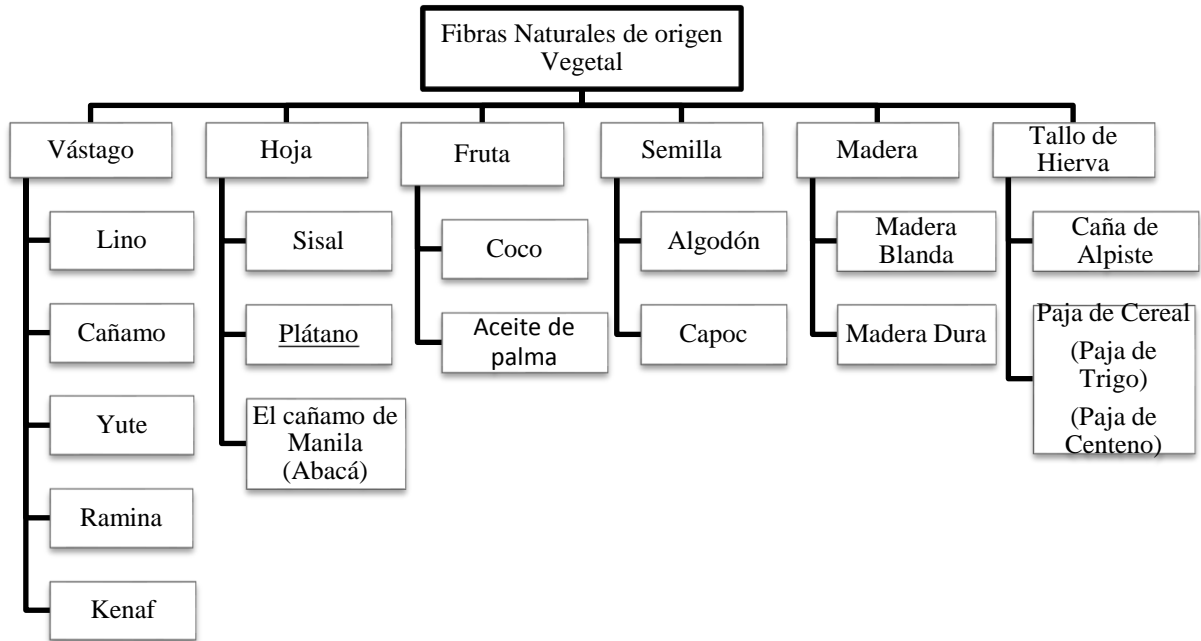 Fibras Naturales de origen
Vegetal
Vástago
Lino
Cañamo
Yute
Ramina
Kenaf
Hoja
Sisal
Plátano
El cañamo de
Manila
(Abacá)
Fruta
Coco
Aceite de
palma
Semilla
Algodón
Capoc
Madera
Madera
Blanda
Madera Dura
Tallo de
Hierva
Caña de
Alpiste
Paja de Cereal
(Paja de
Trigo)
(Paja de
Centeno)